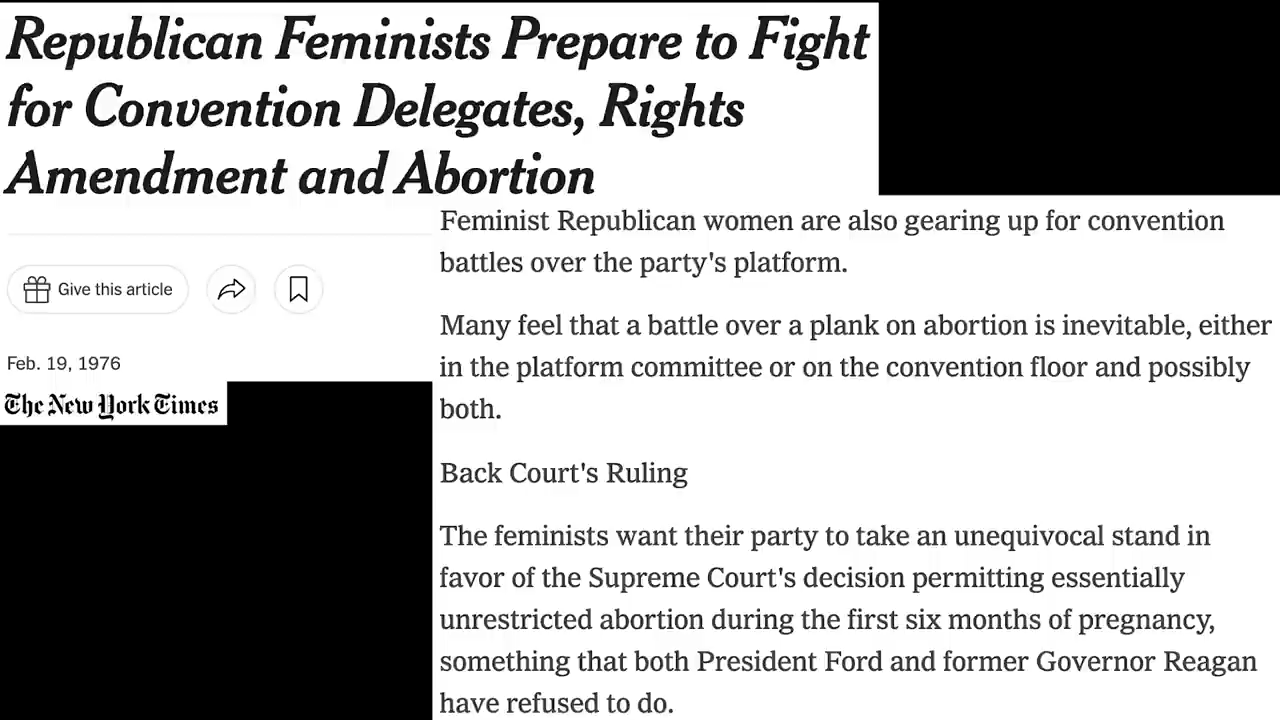 Republican Feminists Prepare to Fight
for Convention Delegates, Rights
Amendment and Abortion
Give this article
Feb. 19, 1976
The New York Times
Feminist Republican women are also gearing up for convention
battles over the party's platform.
Many feel that a battle over a plank on abortion is inevitable, either
in the platform committee or on the convention floor and possibly
both.
Back Court's Ruling
The feminists want their party to take an unequivocal stand in
favor of the Supreme Court's decision permitting essentially
unrestricted abortion during the first six months of pregnancy,
something that both President Ford and former Governor Reagan
have refused to do.